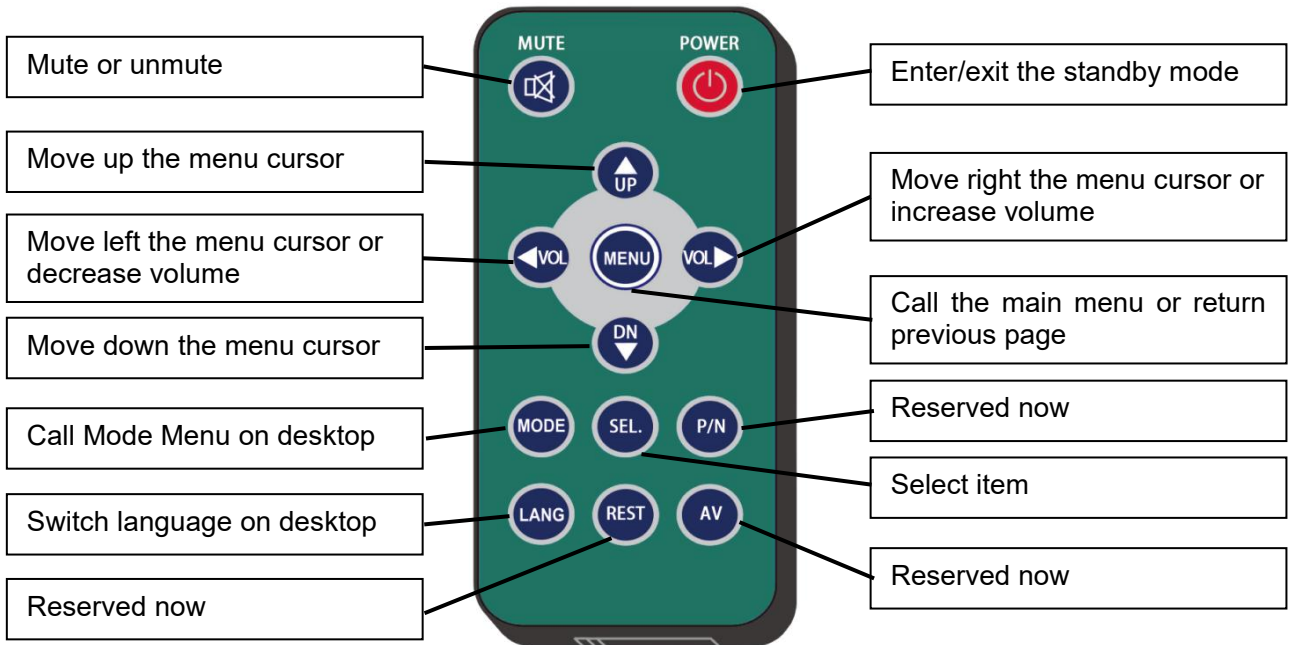 MUTE
POWER
Mute or unmute
Enter/exit the standby mode
Move up the menu cursor
UP
Move right the menu cursor or
increase volume
Move left the menu cursor or
decrease volume
VOL
MENU
VOL
Call the main menu or return
previous page
Move down the menu cursor
DN
Reserved now
Call Mode Menu on desktop
MODE
SEL.
P/N
Select item
Switch language on desktop
LANG
REST
AV
Reserved now
Reserved now